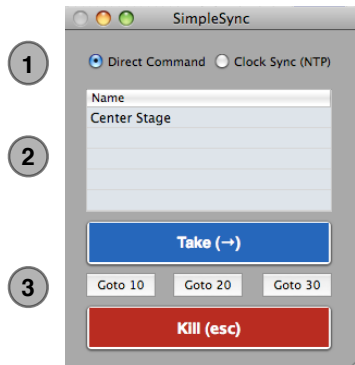 SimpleSync
1
Direct Command Clock Sync (NTP)
Name
2
Center Stage
Take (→)
3
Goto 10 Goto 20 Goto 30
Kill (esc)